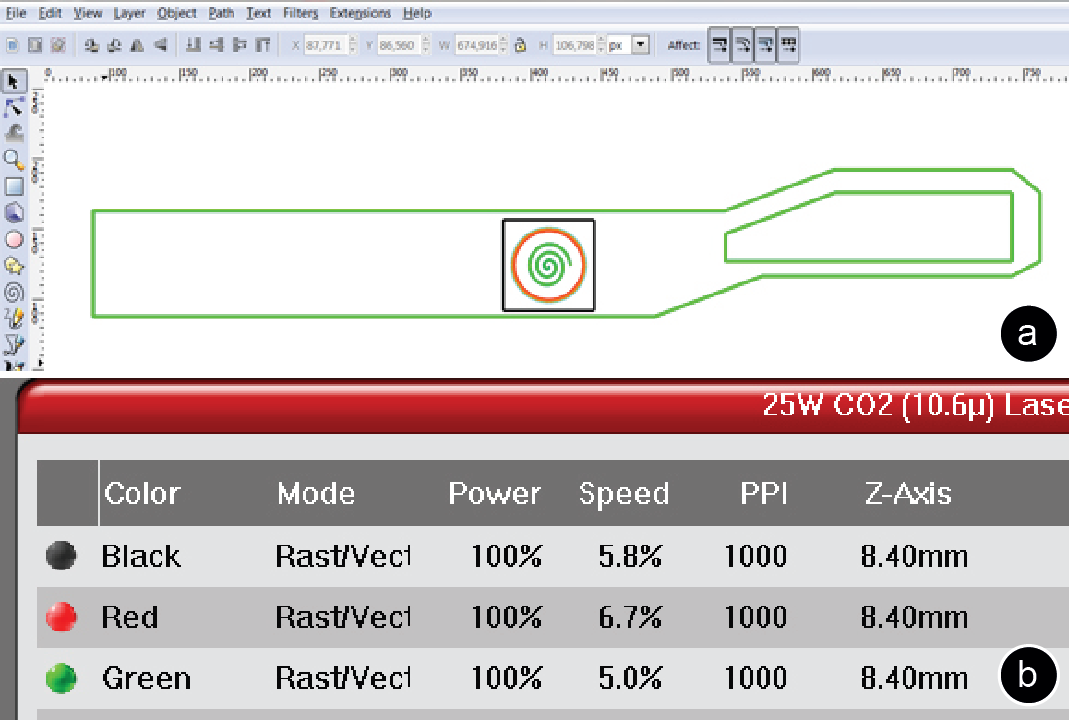 File Edit View Layer Object Path Text Filters Extensions Help
X 87,771 Y 86,560 W 674,916 H 106,798 px Affect:
0 100 150 200 250 300 350 400 450 500 550 600 650 700 750
a
25W CO2 (10.6µ) Lase
Color Mode Power Speed PPI Z-Axis
Black Rast/Vect 100% 5.8% 1000 8.40mm
Red Rast/Vect 100% 6.7% 1000 8.40mm
Green Rast/Vect 100% 5.0% 1000 8.40mm
b